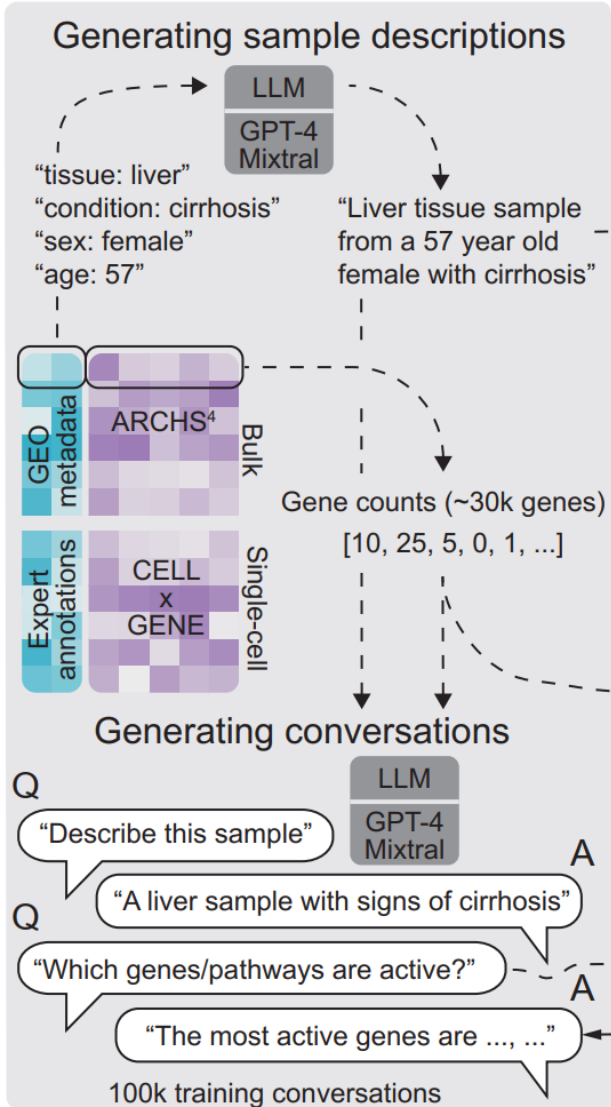 Generating sample descriptions
LLM
GPT-4
Mixtral
“tissue: liver”
“condition: cirrhosis”
“sex: female”
“age: 57”
“Liver tissue sample
from a 57 year old
female with cirrhosis”
GEO
metadata
ARCHS⁴
Bulk
Gene counts (~30k genes)
[10, 25, 5, 0, 1, ...]
Expert
annotations
CELL
x
GENE
Single-cell
Generating conversations
LLM
GPT-4
Mixtral
Q
“Describe this sample”
A
“A liver sample with signs of cirrhosis”
Q
“Which genes/pathways are active?”
A
“The most active genes are ..., ...”
100k training conversations